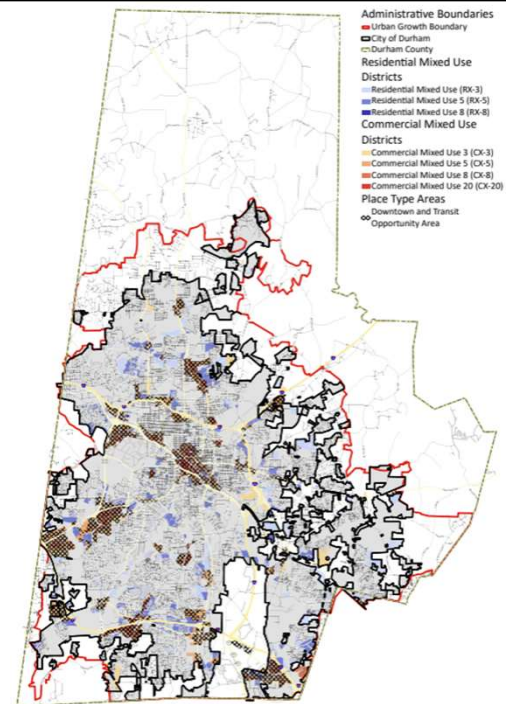 Administrative Boundaries
Urban Growth Boundary
City of Durham
Durham County
Residential Mixed Use
Districts
Residential Mixed Use (RX-3)
Residential Mixed Use 5 (RX-5)
Residential Mixed Use 8 (RX-8)
Commercial Mixed Use
Districts
Commercial Mixed Use 3 (CX-3)
Commercial Mixed Use 5 (CX-5)
Commercial Mixed Use 8 (CX-8)
Commercial Mixed Use 20 (CX-20)
Place Type Areas
Downtown and Transit
Opportunity Area